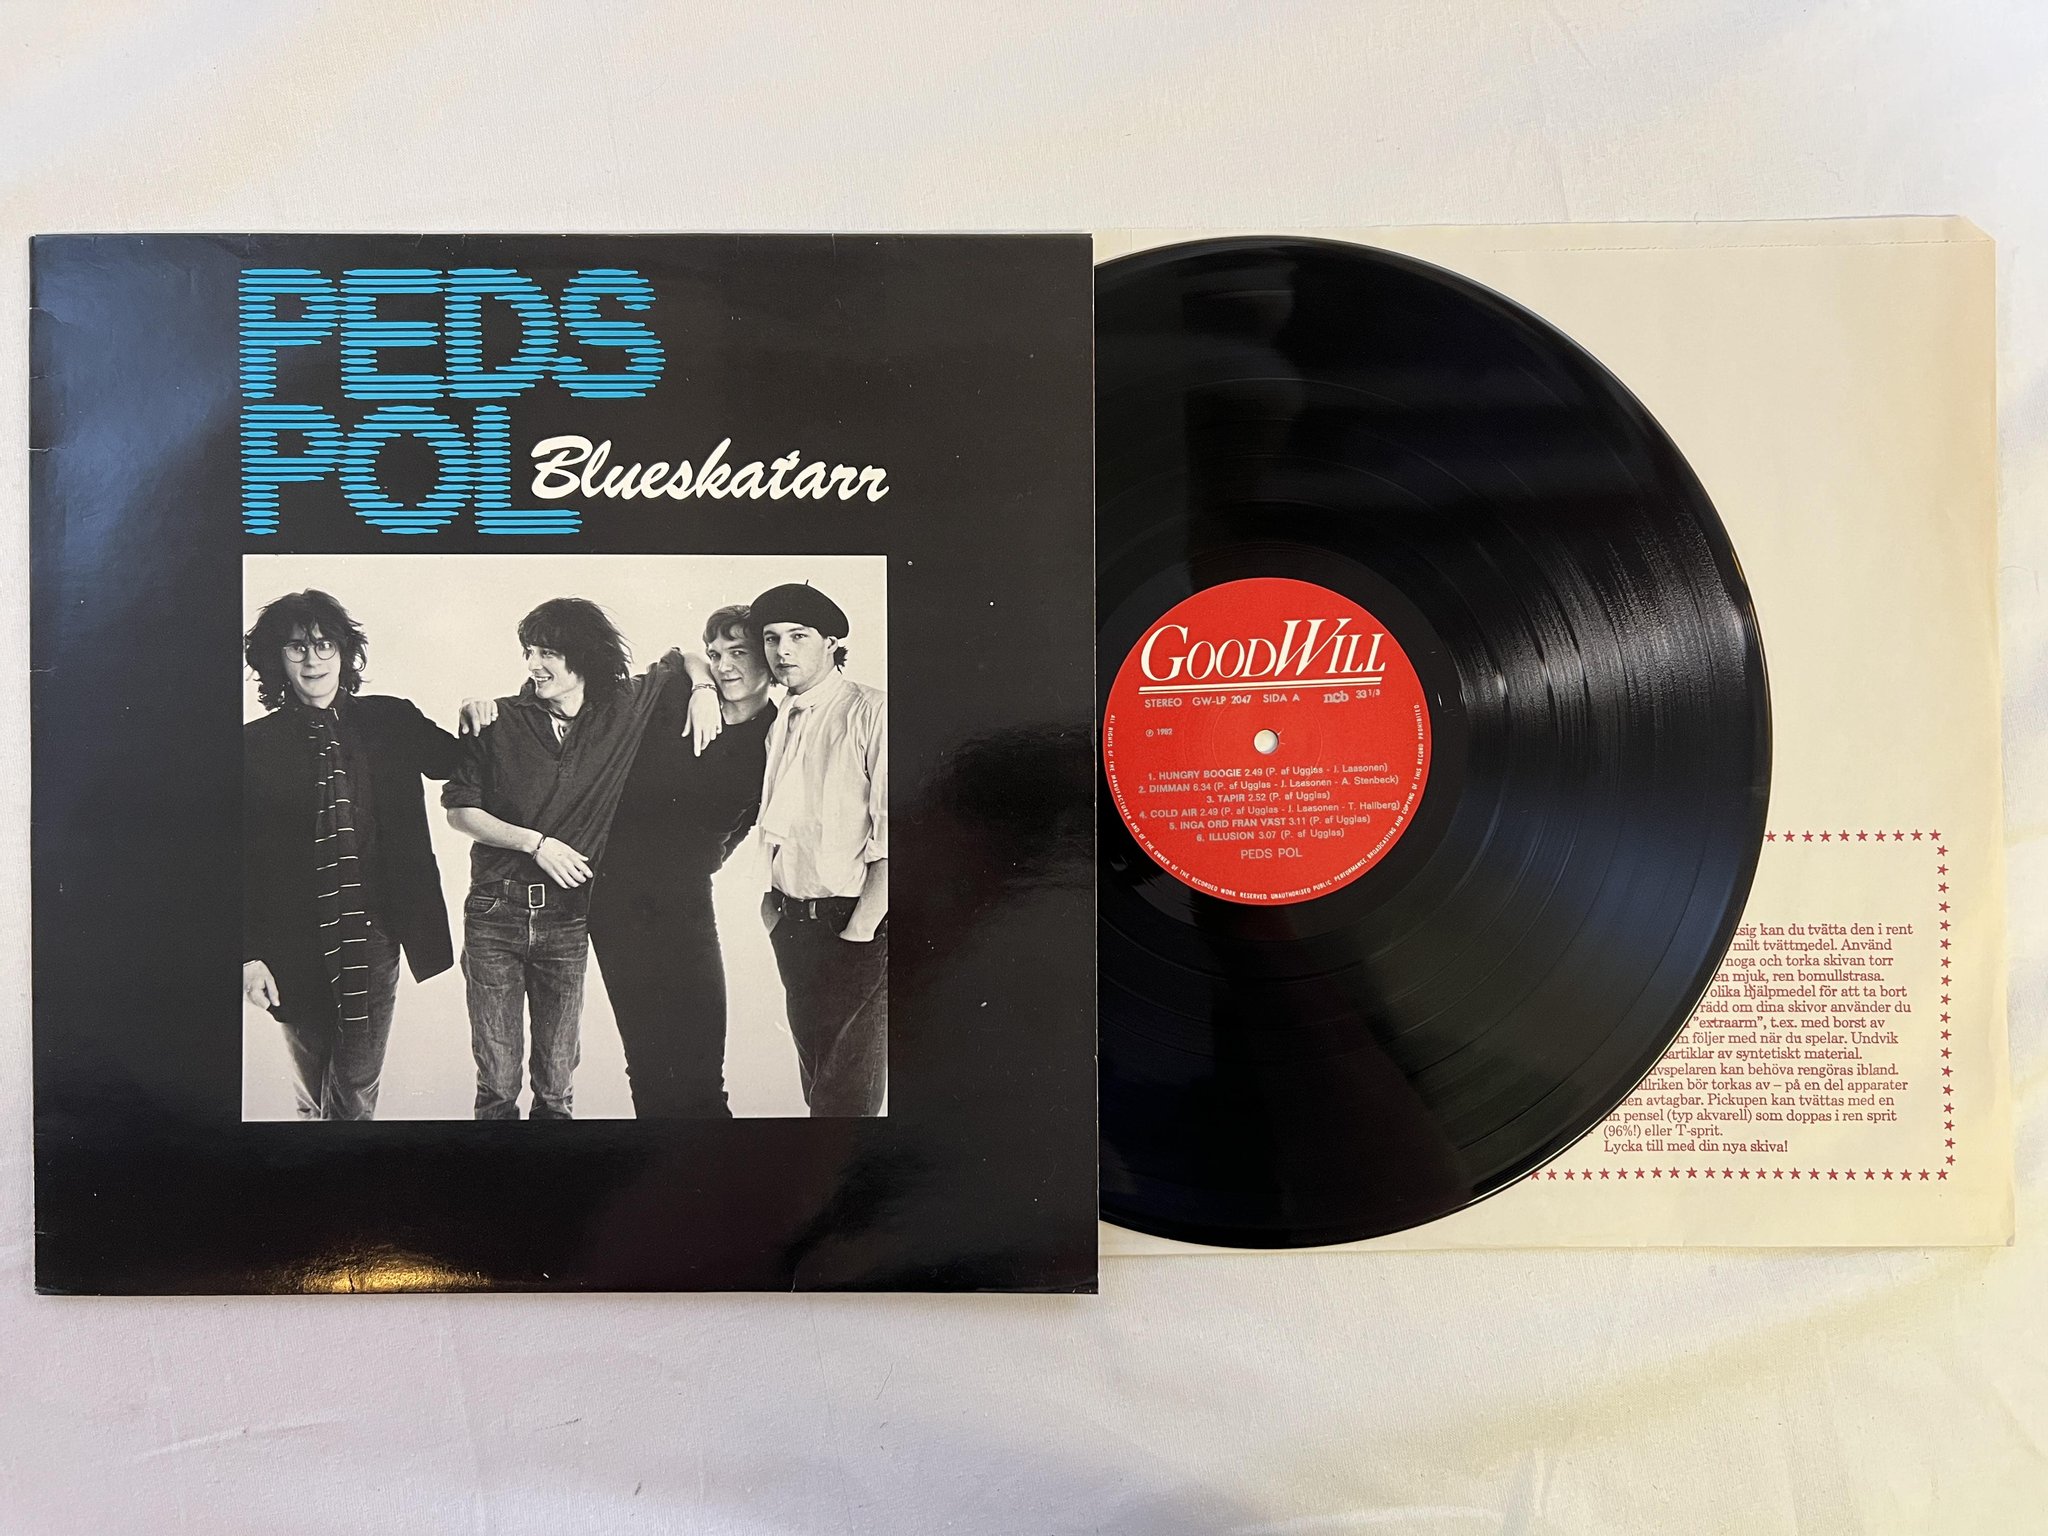 PEDS
POL
Blueskatarr
GOODWILL
STEREO GW-LP 2047 SIDA A ncb 33 1/3
℗ 1982
1. HUNGRY BOOGIE 2.49 (P. af Ugglas - J. Laasonen)
2. DIMMAN 6.34 (P. af Ugglas - J. Laasonen - A. Stenbeck)
3. TAPIR 2.52 (P. af Ugglas)
4. COLD AIR 2.49 (P. af Ugglas - J. Laasonen - T. Hallberg)
5. INGA ORD FRÅN VÄST 3.11 (P. af Ugglas)
6. ILLUSION 3.07 (P. af Ugglas)
PEDS POL
ALL RIGHTS OF THE MANUFACTURER AND OF THE OWNER OF THE RECORDED WORK RESERVED. UNAUTHORISED PUBLIC PERFORMANCE, BROADCASTING AND COPYING OF THIS RECORD PROHIBITED.
tsig kan du tvätta den i rent
milt tvättmedel. Använd
noga och torka skivan torr
en mjuk, ren bomullstrasa.
olika hjälpmedel för att ta bort
rädd om dina skivor använder du
"extraarm", t.ex. med borst av
m följer med när du spelar. Undvik
sartiklar av syntetiskt material.
ivspelaren kan behöva rengöras ibland.
allriken bör torkas av – på en del apparater
den avtagbar. Pickupen kan tvättas med en
n pensel (typ akvarell) som doppas i ren sprit
(96%!) eller T-sprit.
Lycka till med din nya skiva!